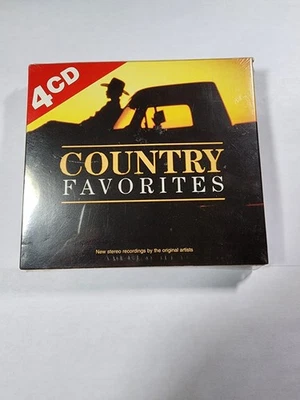 4CD
COUNTRY
FAVORITES
New stereo recordings by the original artists